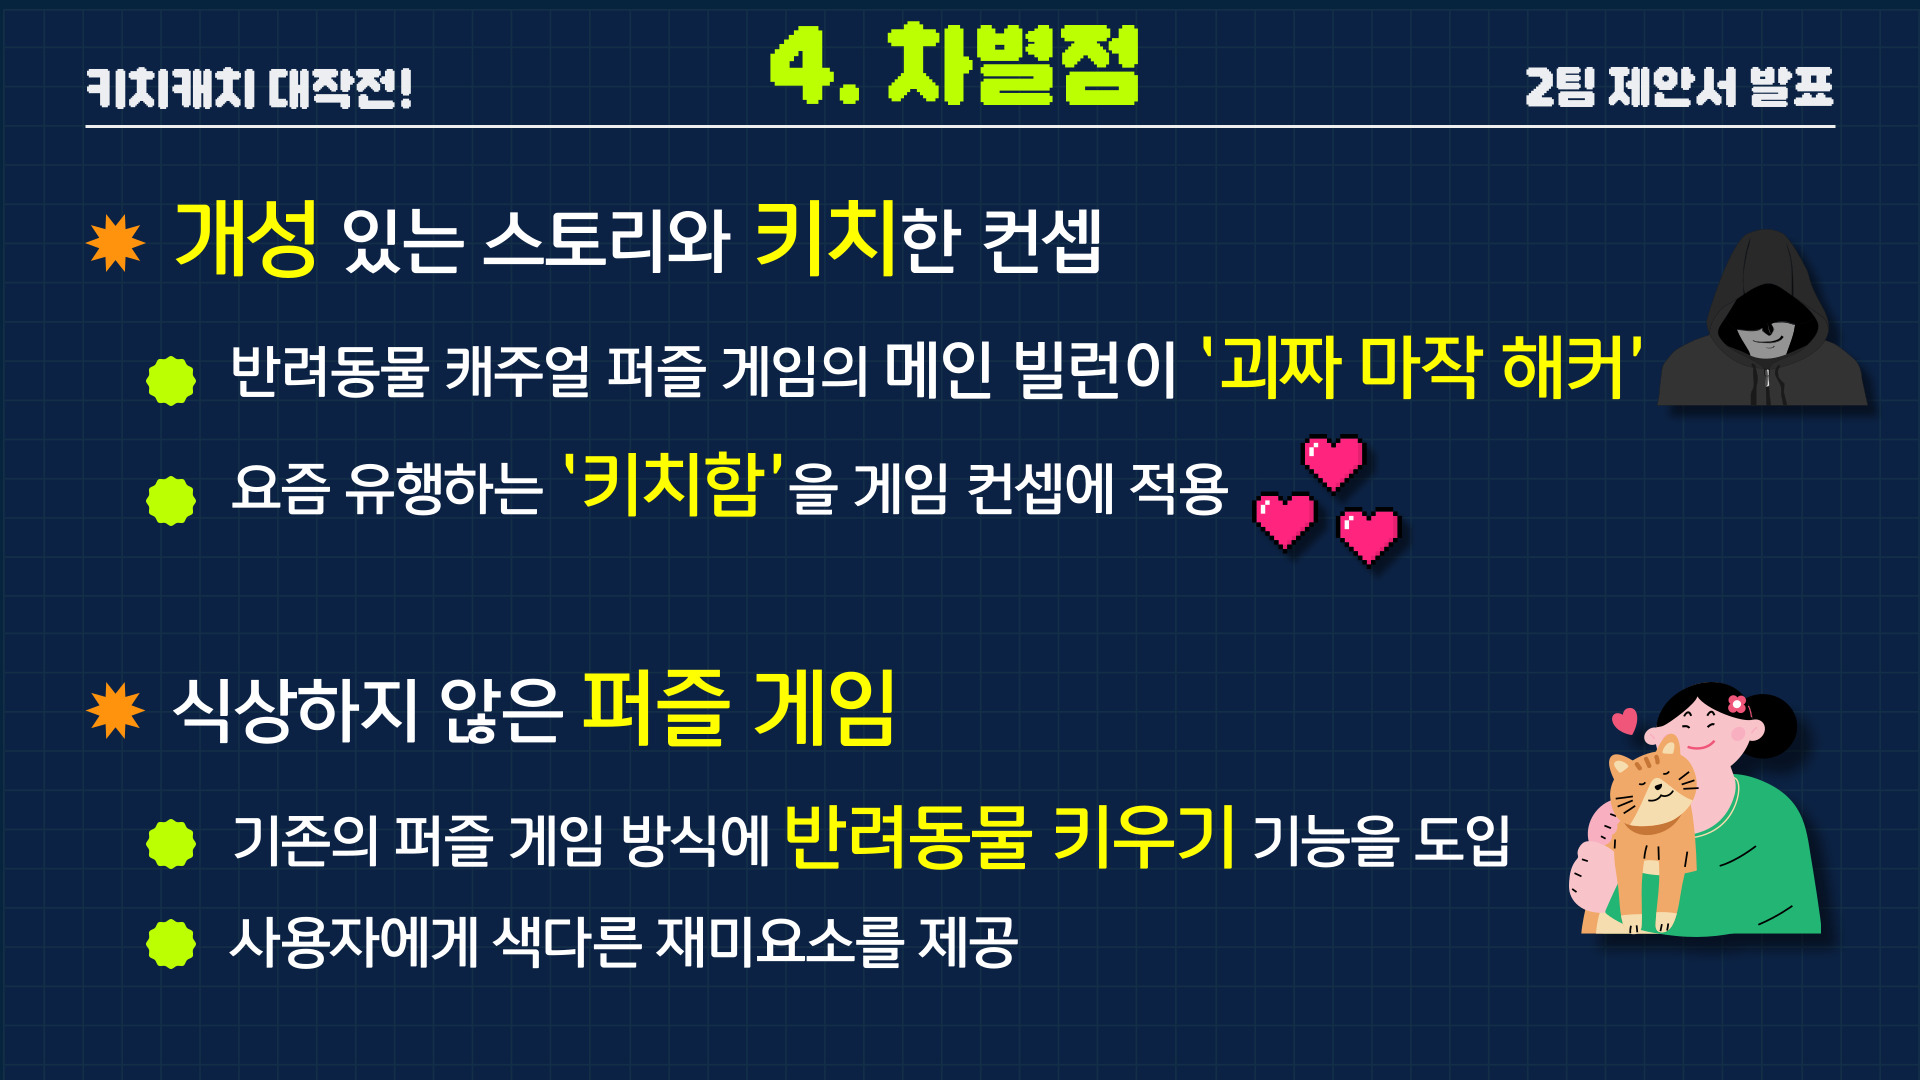 키치캐치 대작전!
4. 차별점
2팀 제안서 발표
개성 있는 스토리와 키치한 컨셉
반려동물 캐주얼 퍼즐 게임의 메인 빌런이 '괴짜 마작 해커'
요즘 유행하는 '키치함'을 게임 컨셉에 적용
식상하지 않은 퍼즐 게임
기존의 퍼즐 게임 방식에 반려동물 키우기 기능을 도입
사용자에게 색다른 재미요소를 제공